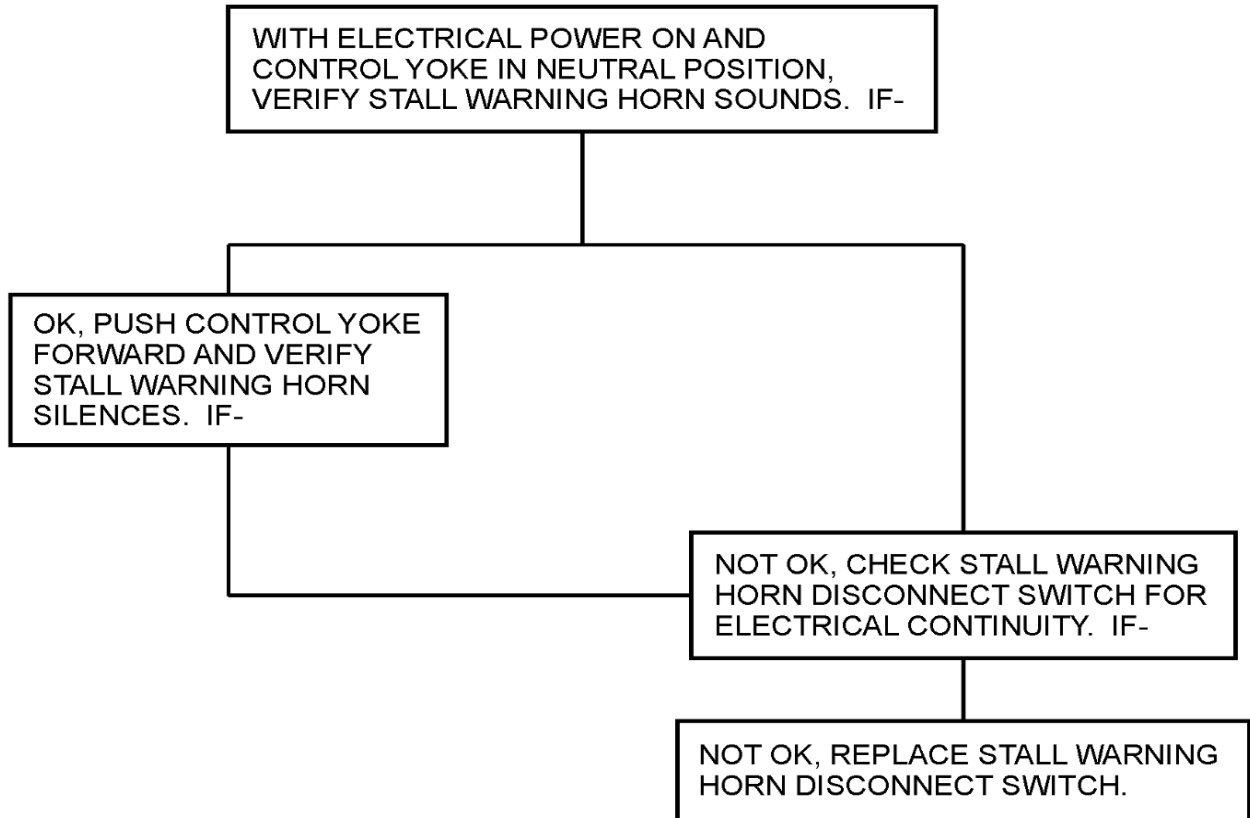 WITH ELECTRICAL POWER ON AND
CONTROL YOKE IN NEUTRAL POSITION,
VERIFY STALL WARNING HORN SOUNDS.  IF-
OK, PUSH CONTROL YOKE
FORWARD AND VERIFY
STALL WARNING HORN
SILENCES.  IF-
NOT OK, CHECK STALL WARNING
HORN DISCONNECT SWITCH FOR
ELECTRICAL CONTINUITY.  IF-
NOT OK, REPLACE STALL WARNING
HORN DISCONNECT SWITCH.